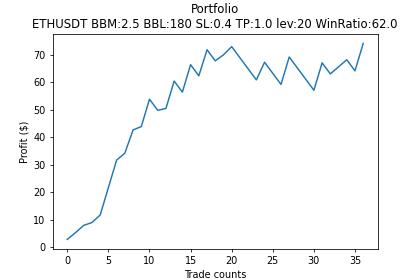 Portfolio
ETHUSDT BBM:2.5 BBL:180 SL:0.4 TP:1.0 lev:20 WinRatio:62.0
70
60
50
40
30
20
10
0
Profit ($)
0 5 10 15 20 25 30 35
Trade counts